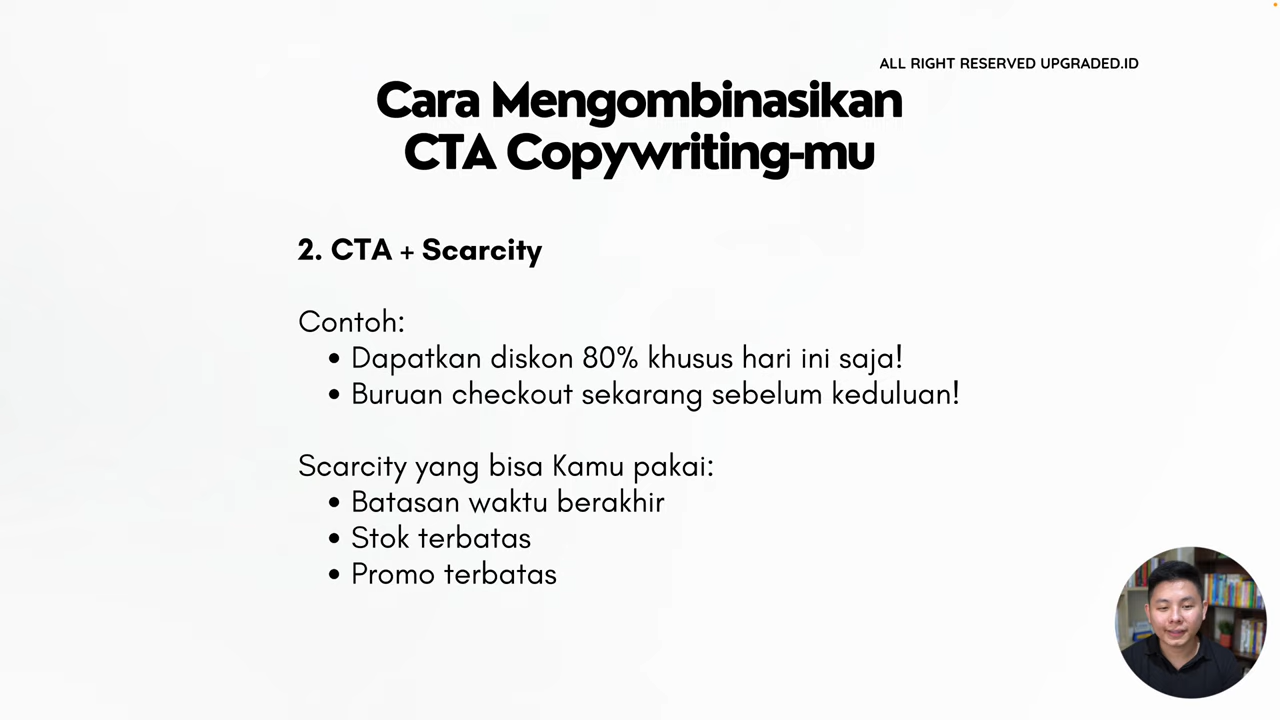 ALL RIGHT RESERVED UPGRADED.ID
Cara Mengombinasikan
CTA Copywriting-mu
2. CTA + Scarcity
Contoh:
• Dapatkan diskon 80% khusus hari ini saja!
• Buruan checkout sekarang sebelum keduluan!
Scarcity yang bisa Kamu pakai:
• Batasan waktu berakhir
• Stok terbatas
• Promo terbatas